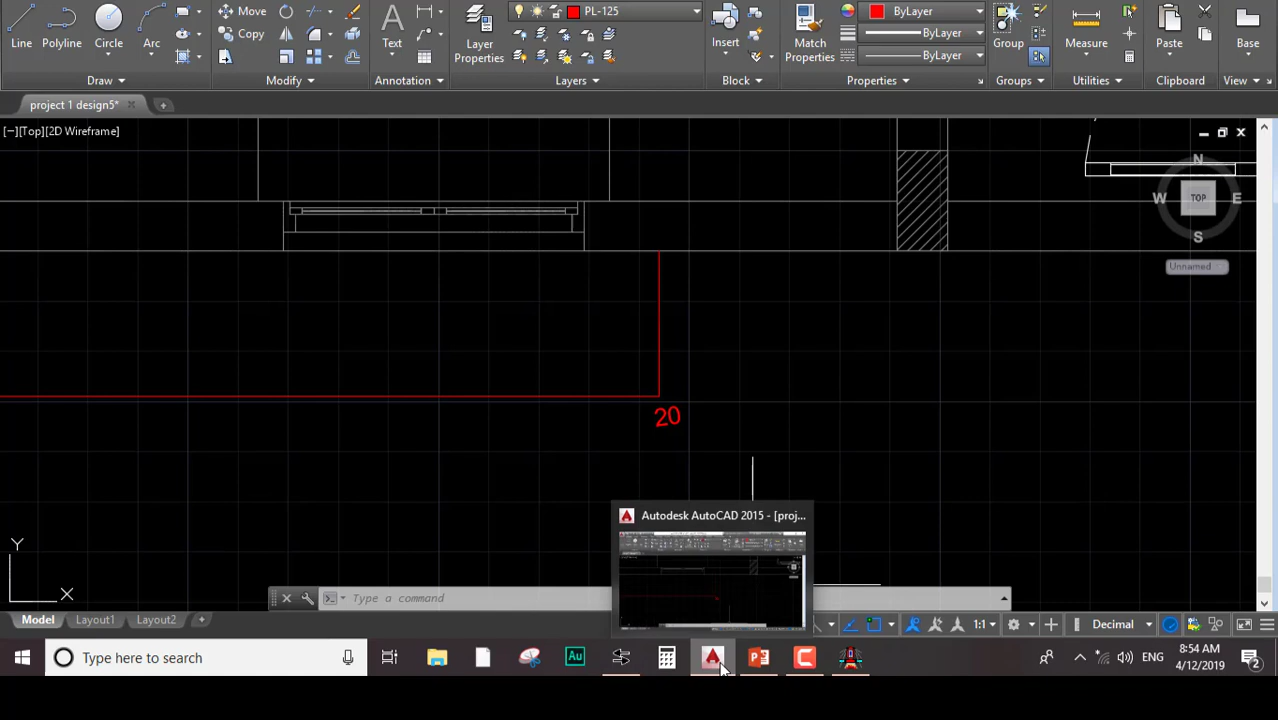 Line
Polyline
Circle
Arc
Move
Copy
Text
Layer
Properties
PL-125
Insert
Match
Properties
ByLayer
ByLayer
ByLayer
Group
Measure
Paste
Base
Draw
Modify
Annotation
Layers
Block
Properties
Groups
Utilities
Clipboard
View
project 1 design5*
[−][Top][2D Wireframe]
N
W
TOP
E
S
Unnamed
20
Autodesk AutoCAD 2015 - [proj...
Y
X
Type a command
Model
Layout1
Layout2
1:1
Decimal
Type here to search
Au
ENG
8:54 AM
4/12/2019
2